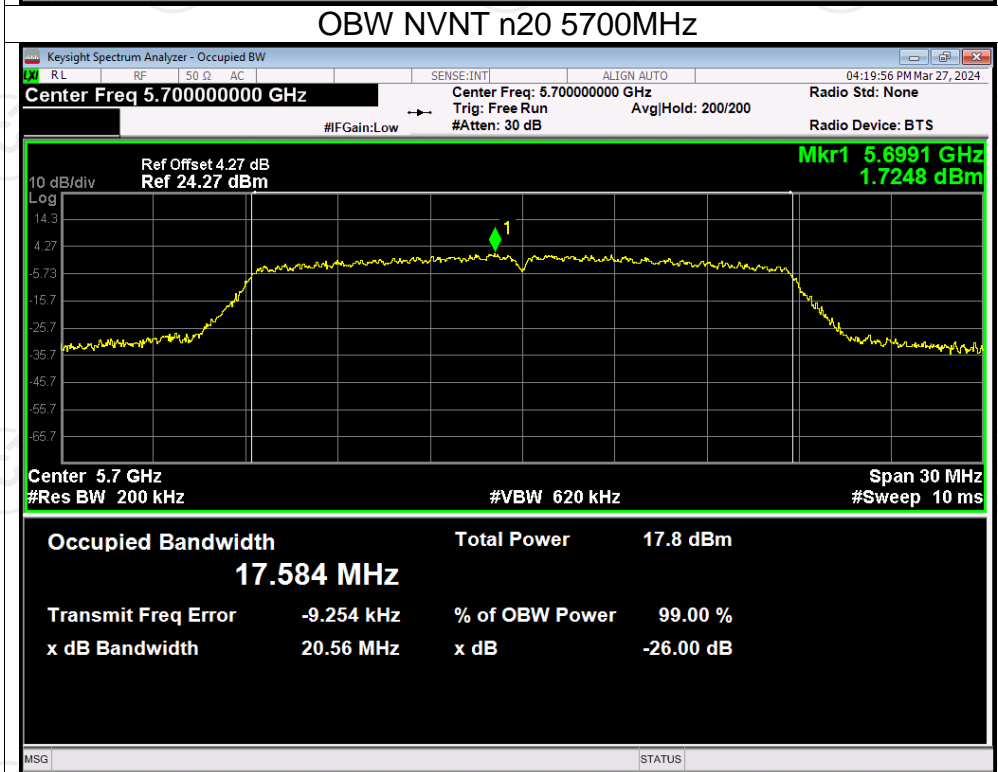 OBW NVNT n20 5700MHz
Keysight Spectrum Analyzer - Occupied BW
LXI RL RF 50 Ω AC SENSE:INT ALIGN AUTO 04:19:56 PM Mar 27, 2024
Center Freq 5.700000000 GHz Center Freq: 5.700000000 GHz Radio Std: None
Trig: Free Run Avg|Hold: 200/200
#IFGain:Low #Atten: 30 dB Radio Device: BTS
Ref Offset 4.27 dB Mkr1 5.6991 GHz
10 dB/div Ref 24.27 dBm 1.7248 dBm
Log
14.3
1
4.27
-5.73
-15.7
-25.7
-35.7
-45.7
-55.7
-65.7
Center 5.7 GHz Span 30 MHz
#Res BW 200 kHz #VBW 620 kHz #Sweep 10 ms
Occupied Bandwidth Total Power 17.8 dBm
17.584 MHz
Transmit Freq Error -9.254 kHz % of OBW Power 99.00 %
x dB Bandwidth 20.56 MHz x dB -26.00 dB
MSG STATUS